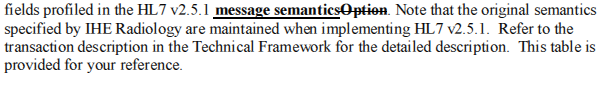 fields profiled in the HL7 v2.5.1 message semanticsOption. Note that the original semantics
specified by IHE Radiology are maintained when implementing HL7 v2.5.1.  Refer to the
transaction description in the Technical Framework for the detailed description.  This table is
provided for your reference.